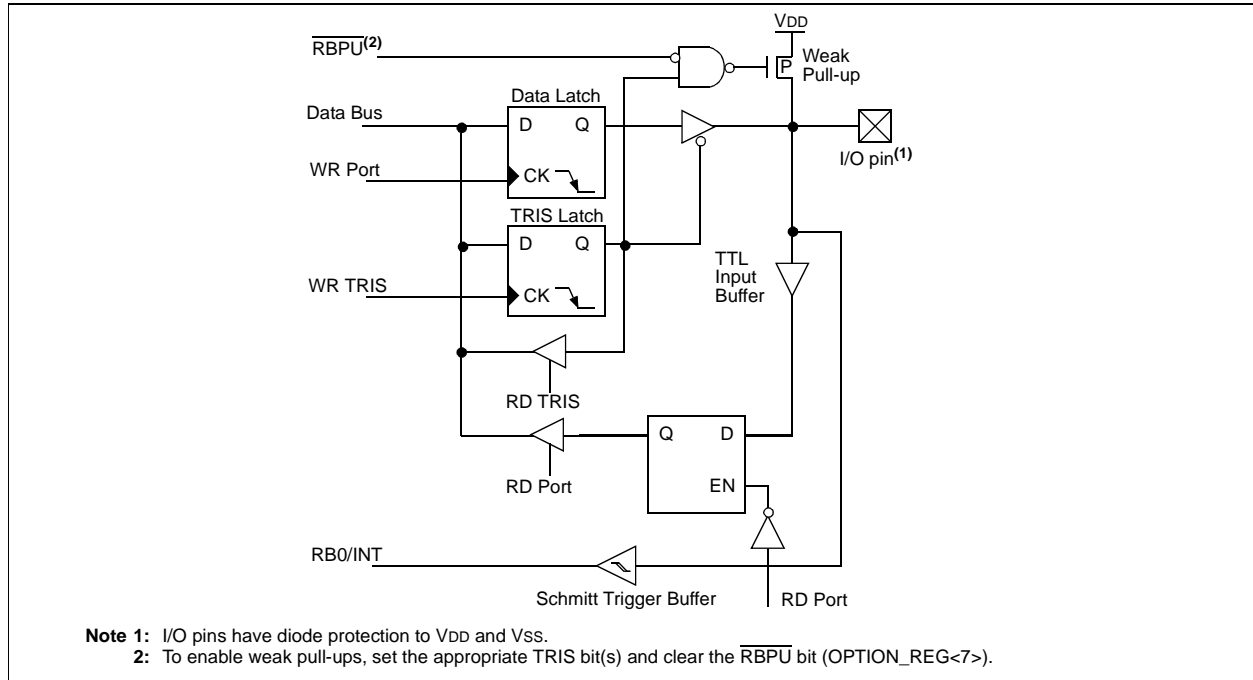 VDD
RBPU(2)
P
Weak
Pull-up
Data Latch
Data Bus
D Q
I/O pin(1)
WR Port
CK
TRIS Latch
D Q
TTL
Input
Buffer
WR TRIS
CK
RD TRIS
Q D
RD Port
EN
RB0/INT
Schmitt Trigger Buffer
RD Port
Note 1: I/O pins have diode protection to VDD and VSS.
2: To enable weak pull-ups, set the appropriate TRIS bit(s) and clear the RBPU bit (OPTION_REG<7>).